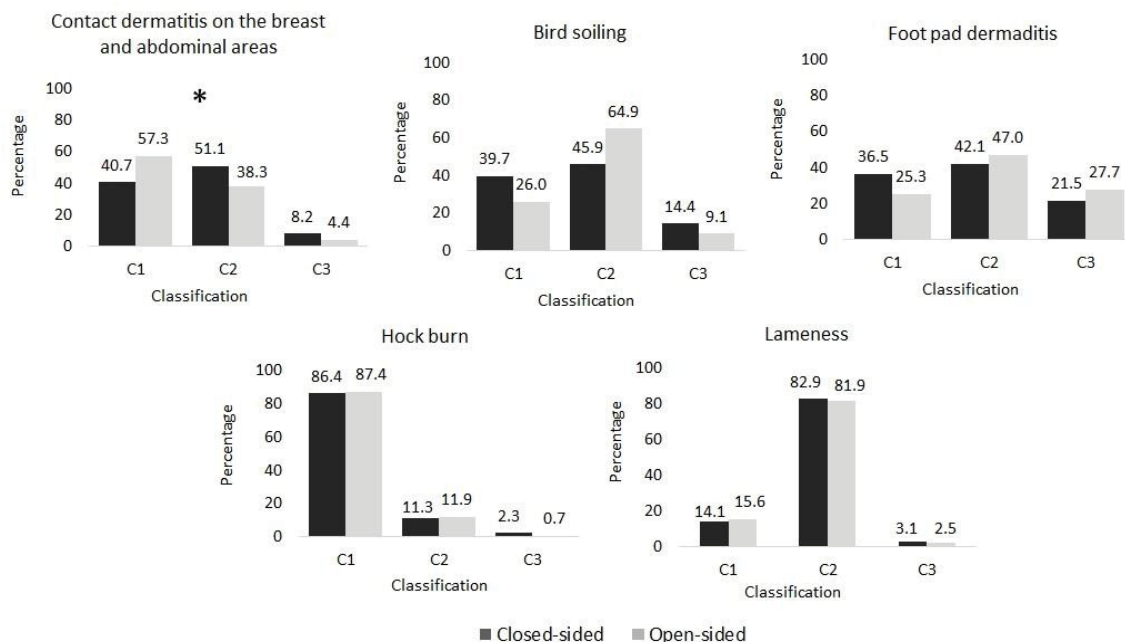 Contact dermatitis on the breast
and abdominal areas
*
Percentage
100
80
60
40
20
0
40.7
57.3
51.1
38.3
8.2
4.4
C1 C2 C3
Classification
Bird soiling
Percentage
100
80
60
40
20
0
39.7
26.0
45.9
64.9
14.4
9.1
C1 C2 C3
Classification
Foot pad dermaditis
Percentage
100
80
60
40
20
0
36.5
25.3
42.1
47.0
21.5
27.7
C1 C2 C3
Classification
Hock burn
Percentage
100
80
60
40
20
0
86.4
87.4
11.3
11.9
2.3
0.7
C1 C2 C3
Classification
Lameness
Percentage
100
80
60
40
20
0
14.1
15.6
82.9
81.9
3.1
2.5
C1 C2 C3
Classification
Closed-sided Open-sided